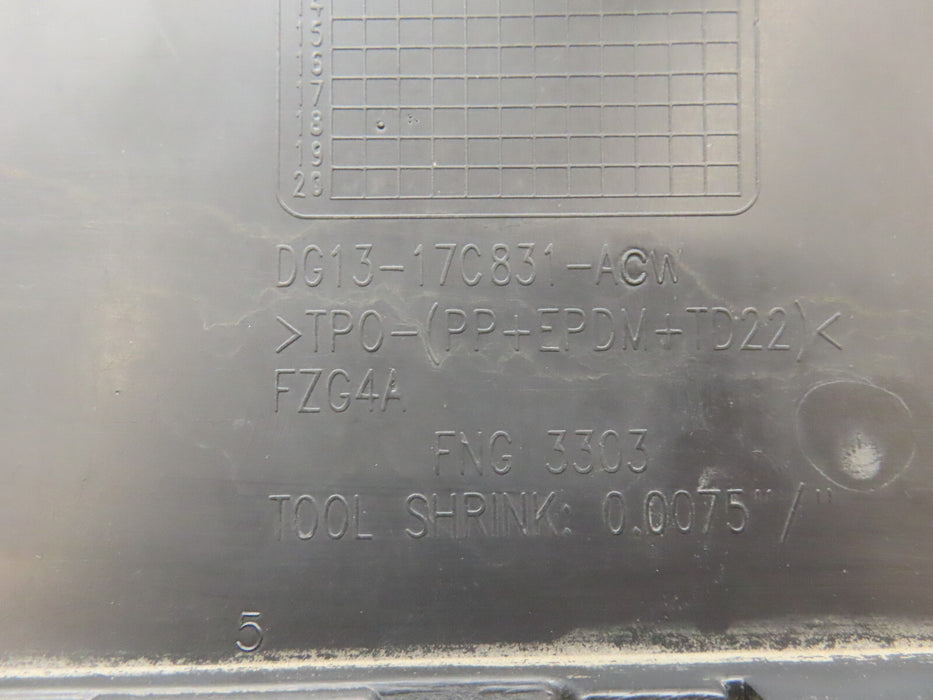 15
16
17
18
19
20
DG13-17C831-ACW
>TPO-(PP+EPDM+TD22)<
FZG4A
FNG 3303
TOOL SHRINK: 0.0075"/"
5